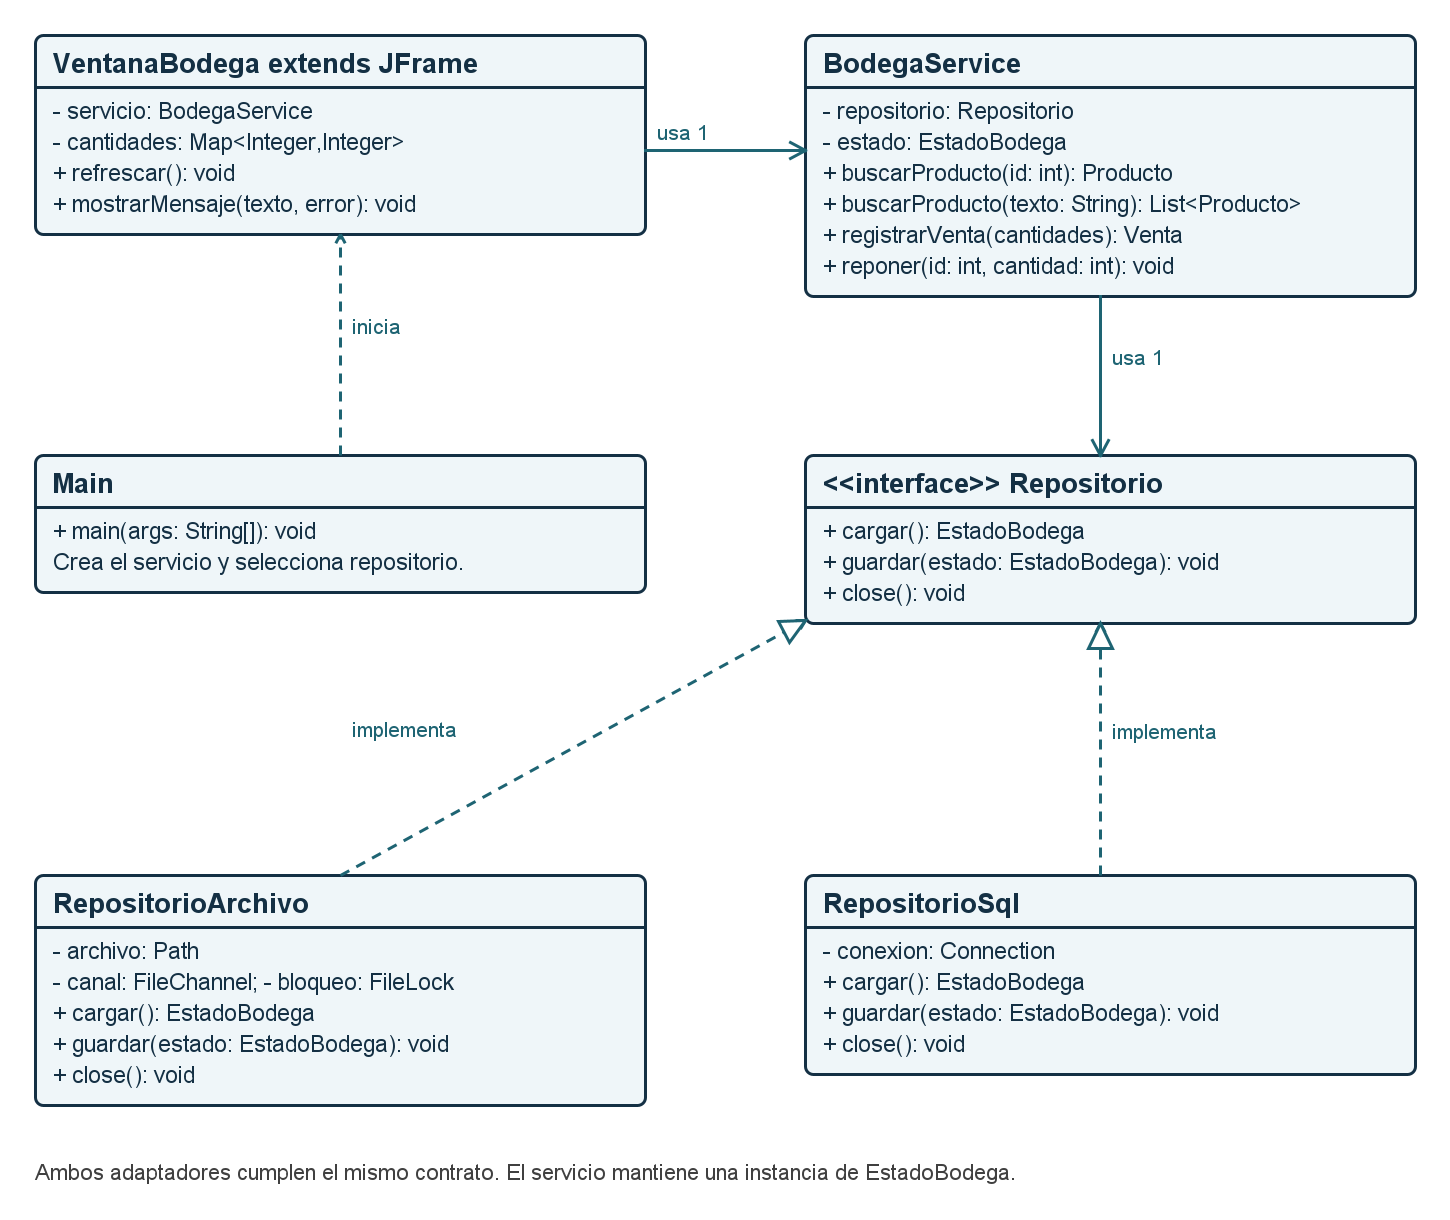 VentanaBodega extends JFrame
- servicio: BodegaService
- cantidades: Map<Integer,Integer>
+ refrescar(): void
+ mostrarMensaje(texto, error): void
usa 1
BodegaService
- repositorio: Repositorio
- estado: EstadoBodega
+ buscarProducto(id: int): Producto
+ buscarProducto(texto: String): List<Producto>
+ registrarVenta(cantidades): Venta
+ reponer(id: int, cantidad: int): void
inicia
usa 1
Main
+ main(args: String[]): void
Crea el servicio y selecciona repositorio.
<<interface>> Repositorio
+ cargar(): EstadoBodega
+ guardar(estado: EstadoBodega): void
+ close(): void
implementa
implementa
RepositorioArchivo
- archivo: Path
- canal: FileChannel; - bloqueo: FileLock
+ cargar(): EstadoBodega
+ guardar(estado: EstadoBodega): void
+ close(): void
RepositorioSql
- conexion: Connection
+ cargar(): EstadoBodega
+ guardar(estado: EstadoBodega): void
+ close(): void
Ambos adaptadores cumplen el mismo contrato. El servicio mantiene una instancia de EstadoBodega.